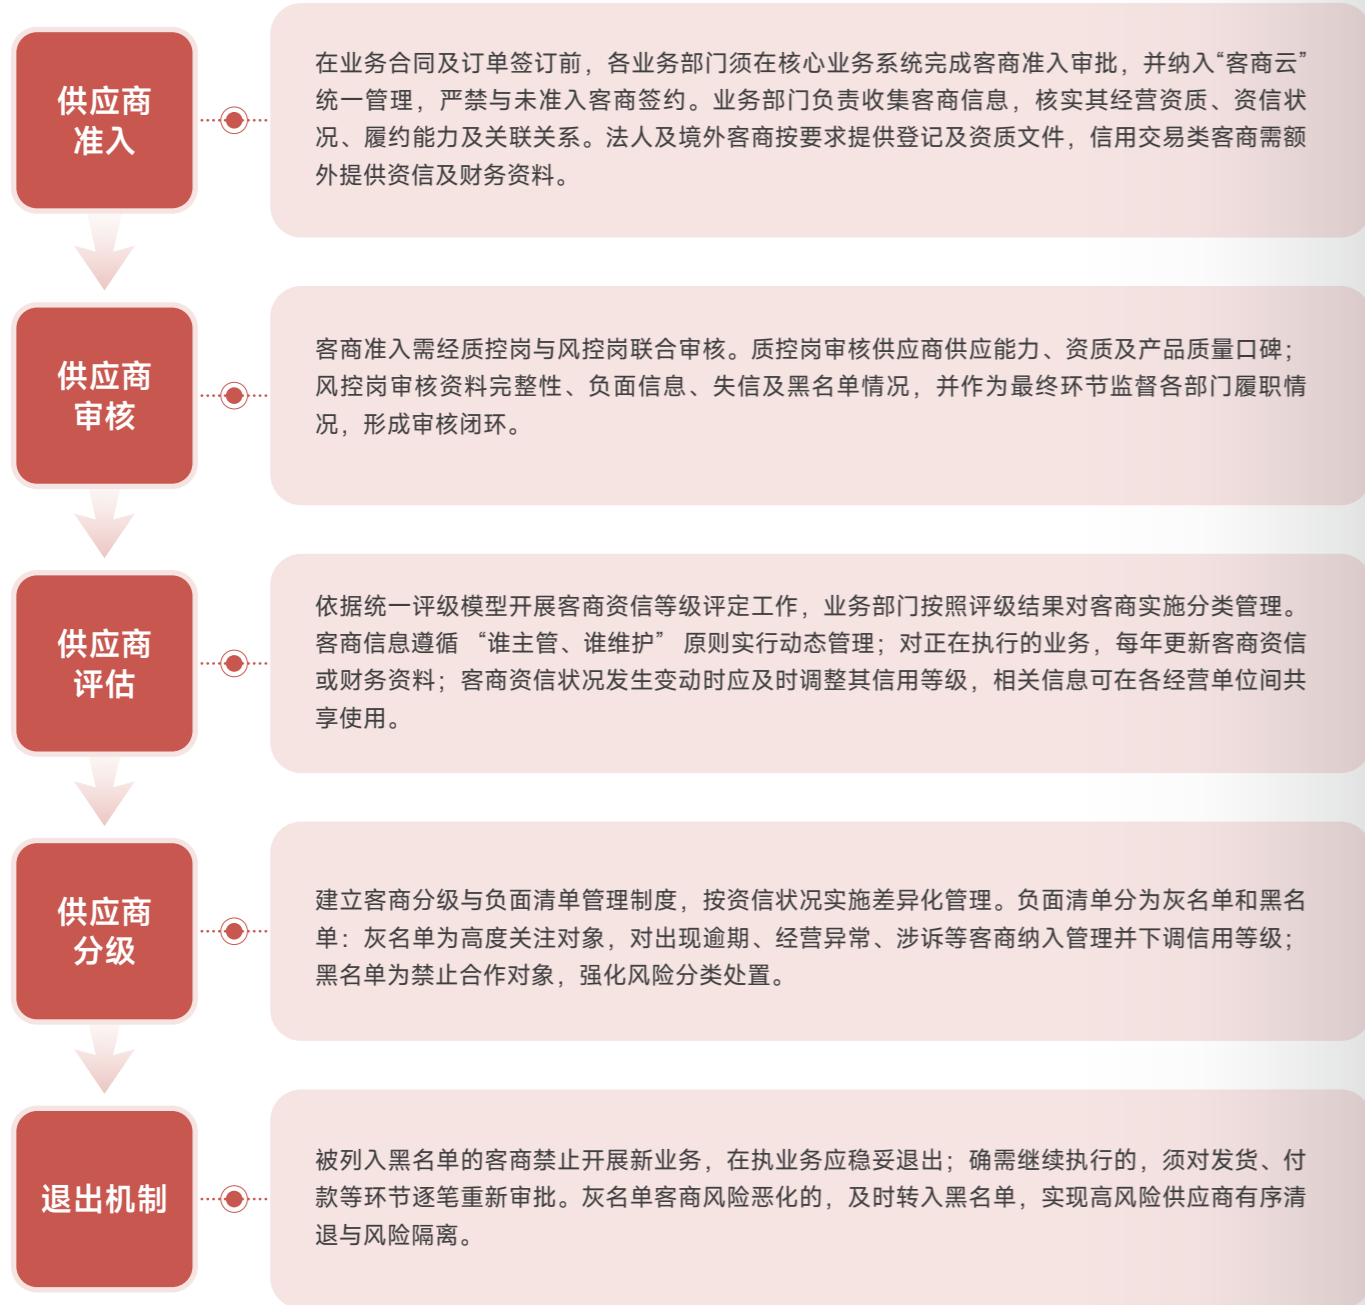 供应商
准入
在业务合同及订单签订前，各业务部门须在核心业务系统完成客商准入审批，并纳入“客商云”
统一管理，严禁与未准入客商签约。业务部门负责收集客商信息，核实其经营资质、资信状
况、履约能力及关联关系。法人及境外客商按要求提供登记及资质文件，信用交易类客商需额
外提供资信及财务资料。
供应商
审核
客商准入需经质控岗与风控岗联合审核。质控岗审核供应商供应能力、资质及产品质量口碑；
风控岗审核资料完整性、负面信息、失信及黑名单情况，并作为最终环节监督各部门履职情
况，形成审核闭环。
供应商
评估
依据统一评级模型开展客商资信等级评定工作，业务部门按照评级结果对客商实施分类管理。
客商信息遵循 “谁主管、谁维护” 原则实行动态管理；对正在执行的业务，每年更新客商资信
或财务资料；客商资信状况发生变动时应及时调整其信用等级，相关信息可在各经营单位间共
享使用。
供应商
分级
建立客商分级与负面清单管理制度，按资信状况实施差异化管理。负面清单分为灰名单和黑名
单：灰名单为高度关注对象，对出现逾期、经营异常、涉诉等客商纳入管理并下调信用等级；
黑名单为禁止合作对象，强化风险分类处置。
退出机制
被列入黑名单的客商禁止开展新业务，在执业务应稳妥退出；确需继续执行的，须对发货、付
款等环节逐笔重新审批。灰名单客商风险恶化的，及时转入黑名单，实现高风险供应商有序清
退与风险隔离。